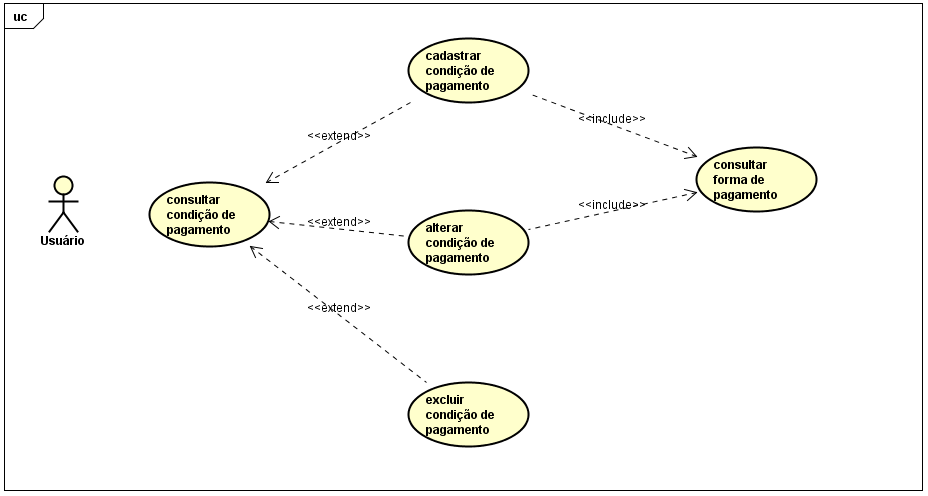 uc
cadastrar
condição de
pagamento
<<extend>>
<<include>>
consultar
forma de
pagamento
Usuário
consultar
condição de
pagamento
<<extend>>
alterar
condição de
pagamento
<<include>>
<<extend>>
excluir
condição de
pagamento